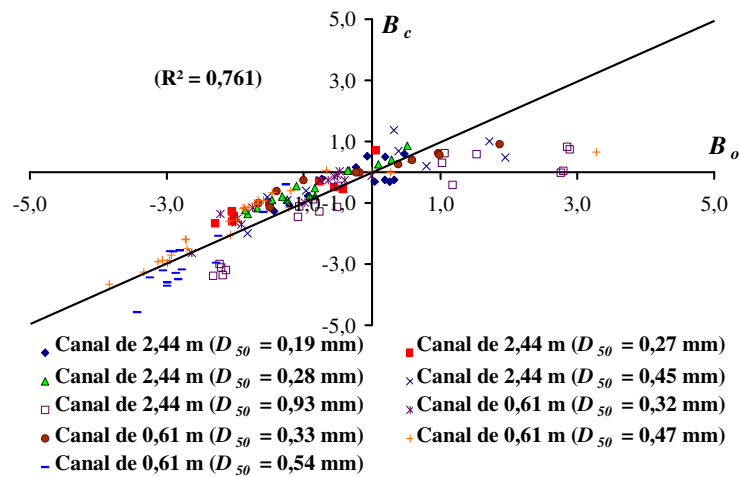 5,0
B c
(R² = 0,761)
3,0
1,0
B o
-5,0 -3,0 -1,0 1,0 3,0 5,0
-1,0
-3,0
-5,0
Canal de 2,44 m (D 50 = 0,19 mm) Canal de 2,44 m (D 50 = 0,27 mm)
Canal de 2,44 m (D 50 = 0,28 mm) Canal de 2,44 m (D 50 = 0,45 mm)
Canal de 2,44 m (D 50 = 0,93 mm) Canal de 0,61 m (D 50 = 0,32 mm)
Canal de 0,61 m (D 50 = 0,33 mm) Canal de 0,61 m (D 50 = 0,47 mm)
Canal de 0,61 m (D 50 = 0,54 mm)